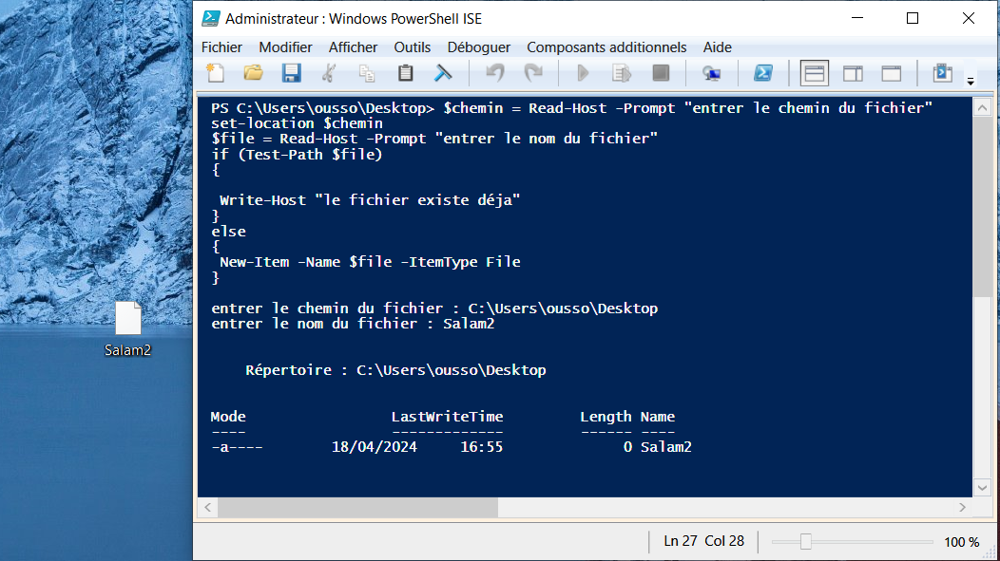 Administrateur : Windows PowerShell ISE
Fichier Modifier Afficher Outils Déboguer Composants additionnels Aide
PS C:\Users\ousso\Desktop> $chemin = Read-Host -Prompt "entrer le chemin du fichier"
set-location $chemin
$file = Read-Host -Prompt "entrer le nom du fichier"
if (Test-Path $file)
{
Write-Host "le fichier existe déja"
}
else
{
New-Item -Name $file -ItemType File
}
entrer le chemin du fichier : C:\Users\ousso\Desktop
entrer le nom du fichier : Salam2
Répertoire : C:\Users\ousso\Desktop
Mode LastWriteTime Length Name
---- ------------- ------ ----
-a---- 18/04/2024 16:55 0 Salam2
Salam2
Ln 27 Col 28 100 %